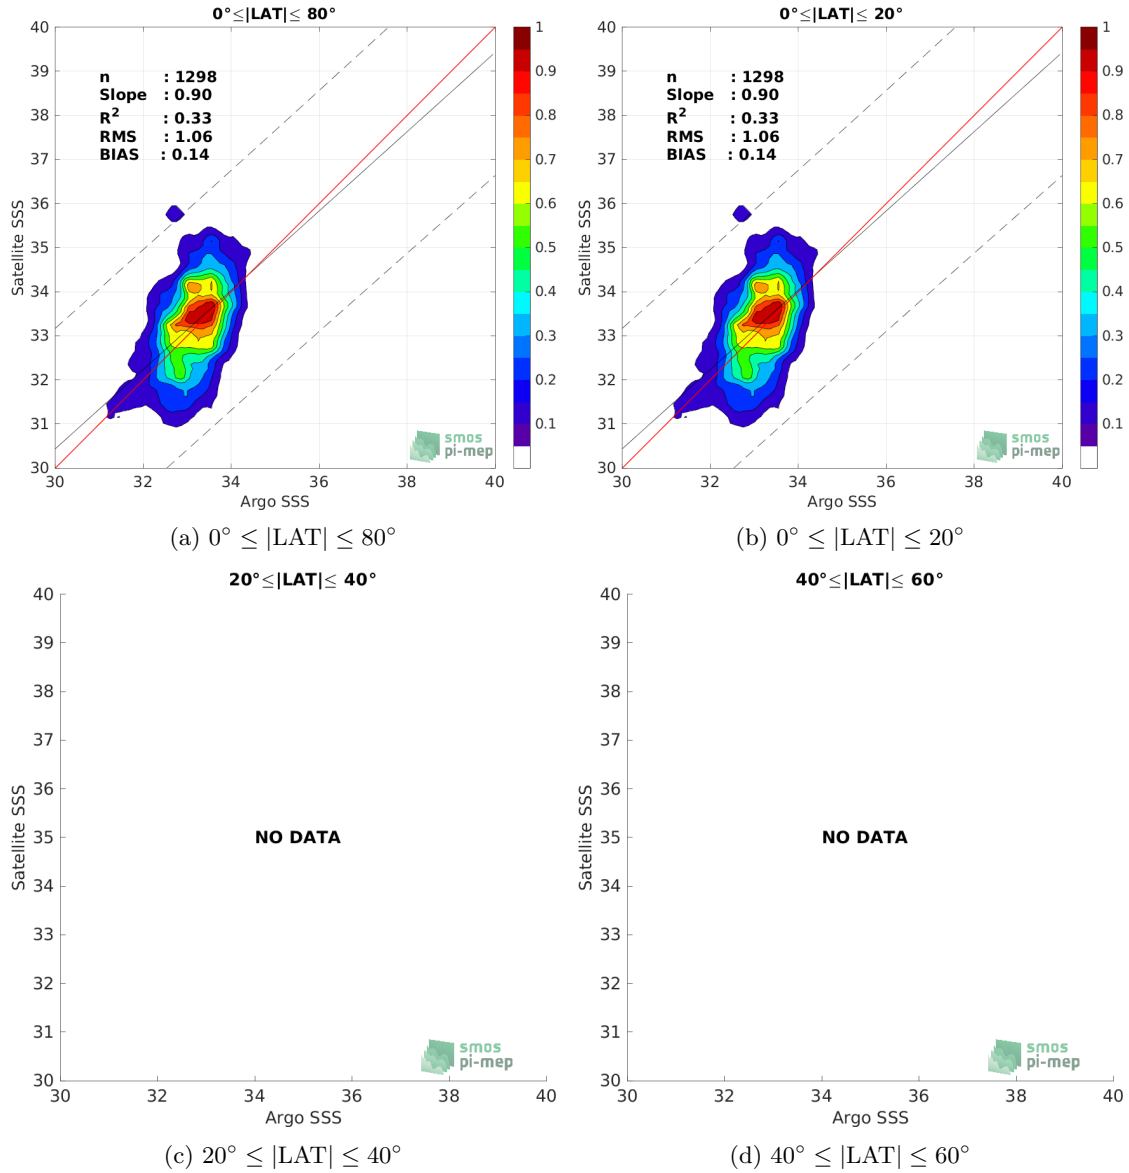 0°≤|LAT|≤ 80°
40
39
38
37
36
35
34
33
32
31
30
Satellite SSS
n : 1298
Slope : 0.90
R² : 0.33
RMS : 1.06
BIAS : 0.14
smos
pi-mep
30 32 34 36 38 40
Argo SSS
1
0.9
0.8
0.7
0.6
0.5
0.4
0.3
0.2
0.1
(a) 0° ≤ |LAT| ≤ 80°
0°≤|LAT|≤ 20°
40
39
38
37
36
35
34
33
32
31
30
Satellite SSS
n : 1298
Slope : 0.90
R² : 0.33
RMS : 1.06
BIAS : 0.14
smos
pi-mep
30 32 34 36 38 40
Argo SSS
1
0.9
0.8
0.7
0.6
0.5
0.4
0.3
0.2
0.1
(b) 0° ≤ |LAT| ≤ 20°
20°≤|LAT|≤ 40°
40
39
38
37
36
35
34
33
32
31
30
Satellite SSS
NO DATA
smos
pi-mep
30 32 34 36 38 40
Argo SSS
(c) 20° ≤ |LAT| ≤ 40°
40°≤|LAT|≤ 60°
40
39
38
37
36
35
34
33
32
31
30
Satellite SSS
NO DATA
smos
pi-mep
30 32 34 36 38 40
Argo SSS
(d) 40° ≤ |LAT| ≤ 60°